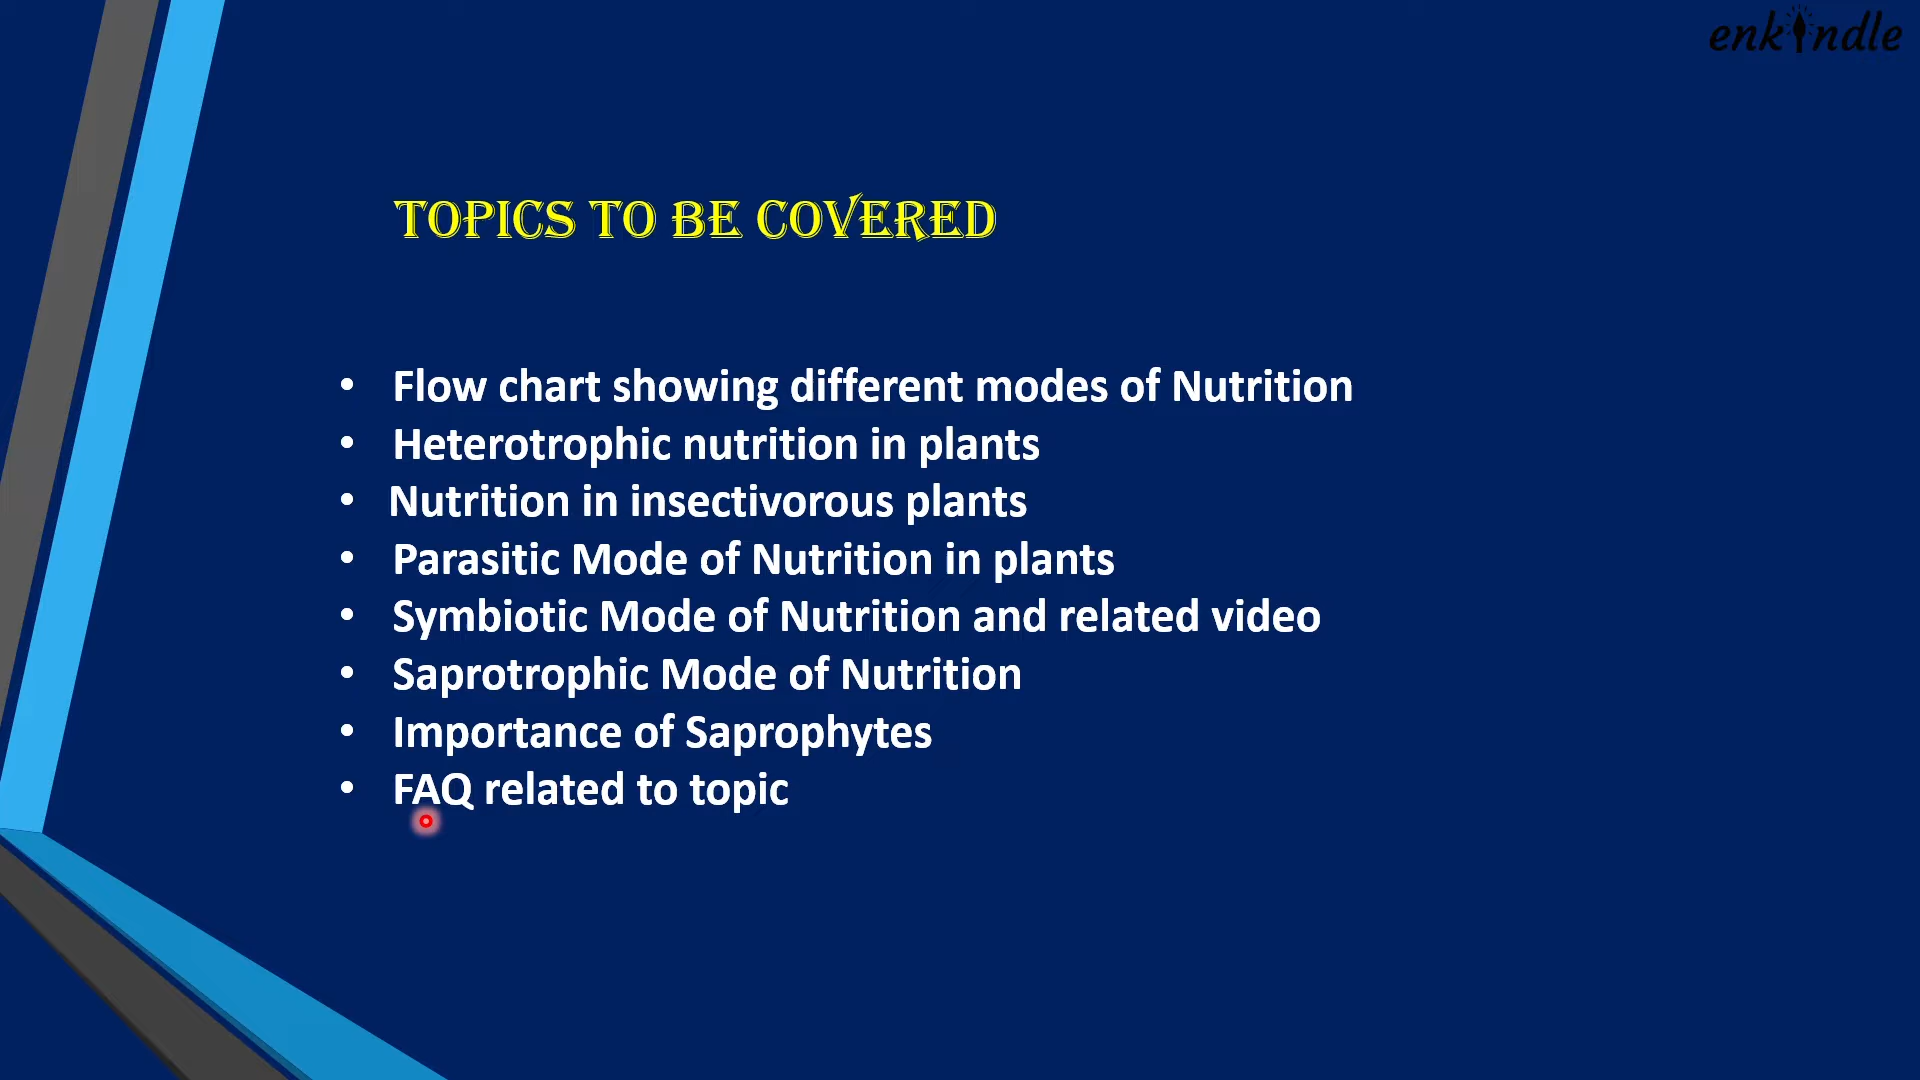 enkindle
TOPICS TO BE COVERED
• Flow chart showing different modes of Nutrition
• Heterotrophic nutrition in plants
• Nutrition in insectivorous plants
• Parasitic Mode of Nutrition in plants
• Symbiotic Mode of Nutrition and related video
• Saprotrophic Mode of Nutrition
• Importance of Saprophytes
• FAQ related to topic